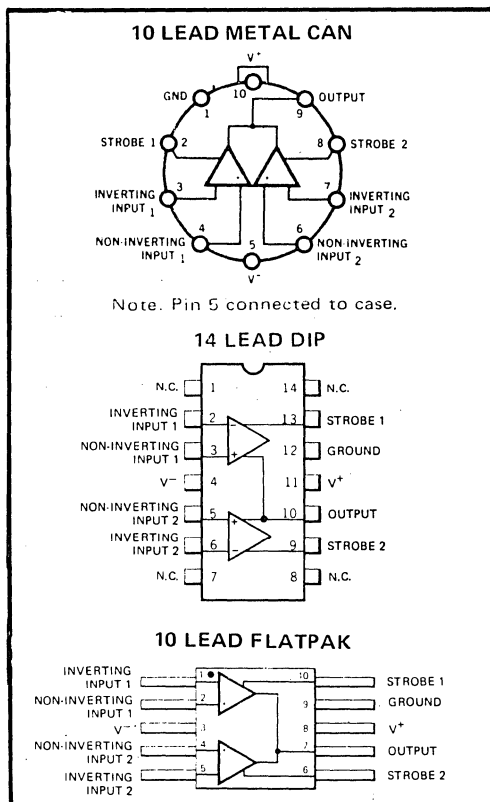 10 LEAD METAL CAN
V+
10
GND
1
OUTPUT
9
STROBE 1
2
8
STROBE 2
INVERTING
INPUT 1
3
7
INVERTING
INPUT 2
NON-INVERTING
INPUT 1
4
5
6
NON-INVERTING
INPUT 2
V-
Note. Pin 5 connected to case.
14 LEAD DIP
N.C. 1 14 N.C.
INVERTING
INPUT 1
2 − 13 STROBE 1
NON-INVERTING
INPUT 1
3 + 12 GROUND
V− 4 11 V+
NON-INVERTING
INPUT 2
5 + 10 OUTPUT
INVERTING
INPUT 2
6 − 9 STROBE 2
N.C. 7 8 N.C.
10 LEAD FLATPAK
INVERTING
INPUT 1
1 10 STROBE 1
NON-INVERTING
INPUT 1
2 9 GROUND
V− 3 8 V+
NON-INVERTING
INPUT 2
4 7 OUTPUT
INVERTING
INPUT 2
5 6 STROBE 2